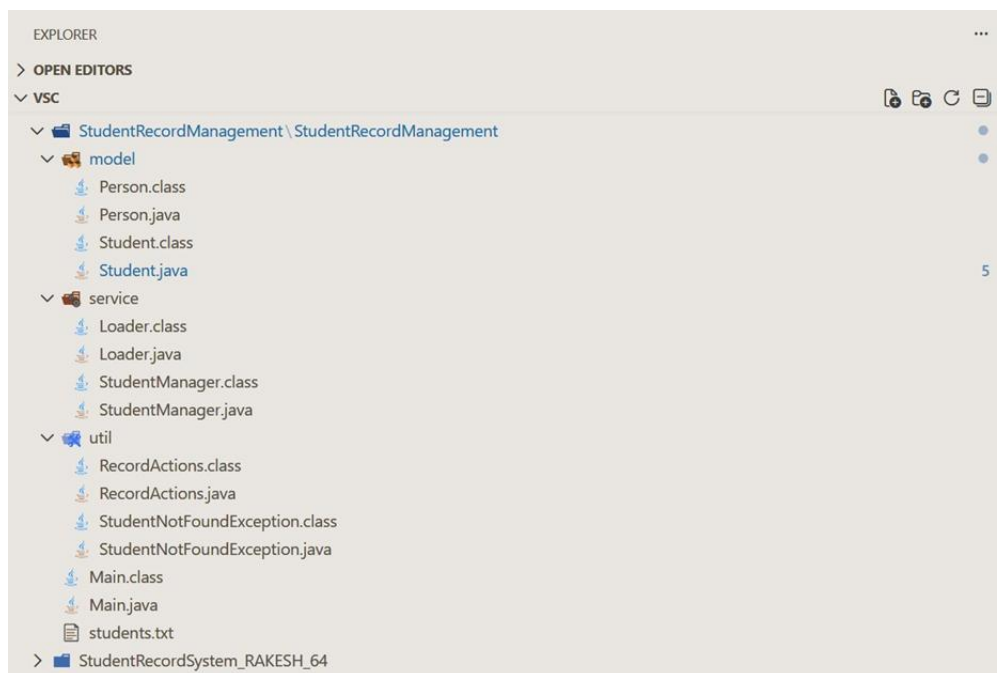 EXPLORER
OPEN EDITORS
VSC
StudentRecordManagement\StudentRecordManagement
model
Person.class
Person.java
Student.class
Student.java 5
service
Loader.class
Loader.java
StudentManager.class
StudentManager.java
util
RecordActions.class
RecordActions.java
StudentNotFoundException.class
StudentNotFoundException.java
Main.class
Main.java
students.txt
StudentRecordSystem_RAKESH_64